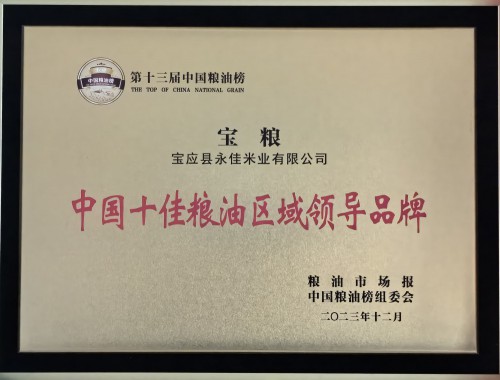 中国粮油榜
第十三届中国粮油榜
THE TOP OF CHINA NATIONAL GRAIN
宝粮
宝应县永佳米业有限公司
中国十佳粮油区域领导品牌
粮油市场报
中国粮油榜组委会
二〇二三年十二月